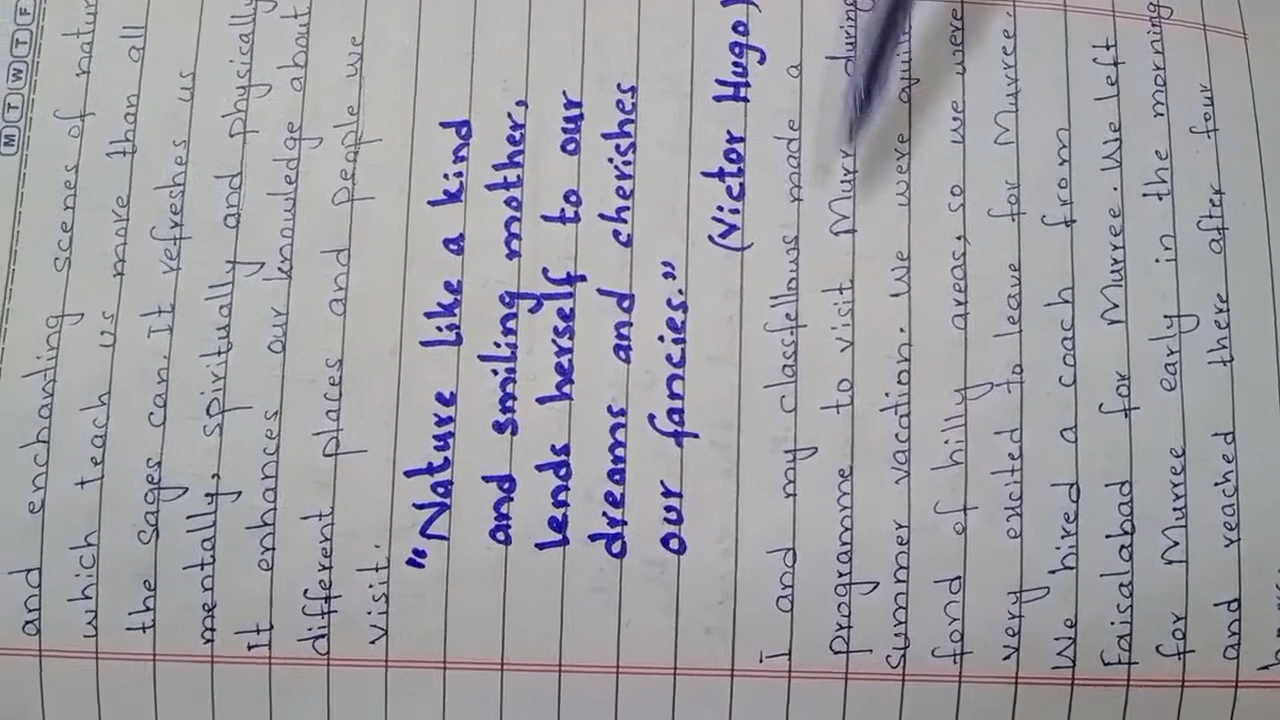 M T W T F
and enchanting scenes of natur
which teach us more than all
the sages can. It refreshes us
mentally, spiritually and physically
It enhances our knowledge about
different places and people we
visit.
"Nature like a kind
and smiling mother,
lends herself to our
dreams and cherishes
our fancies."
(Victor Hugo)
I and my classfellows made a
programme to visit Murr during
Summer vacation. We were quite
fond of hilly areas, so we were
very excited to leave for Murree.
We hired a coach from
Faisalabad for Murree. We left
for Murree early in the morning
and reached there after four